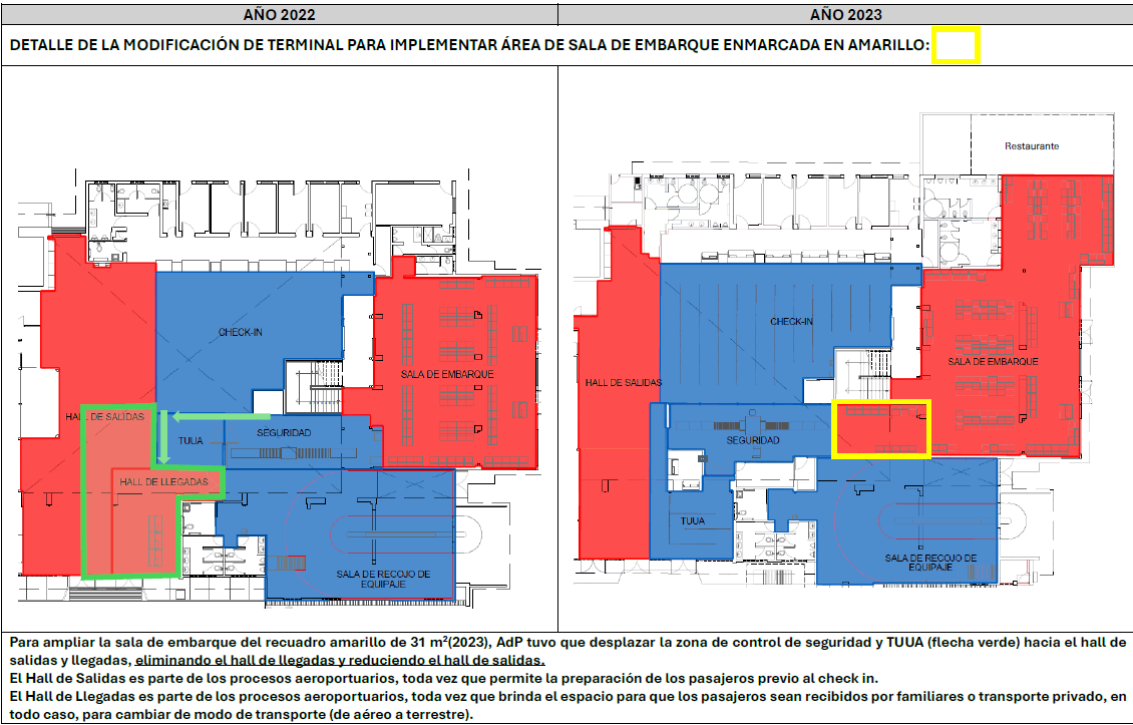 AÑO 2022
AÑO 2023
DETALLE DE LA MODIFICACIÓN DE TERMINAL PARA IMPLEMENTAR ÁREA DE SALA DE EMBARQUE ENMARCADA EN AMARILLO:
CHECK-IN
SALA DE EMBARQUE
HALL DE SALIDAS
TUUA
SEGURIDAD
HALL DE LLEGADAS
SALA DE RECOJO DE
EQUIPAJE
Restaurante
CHECK-IN
SALA DE EMBARQUE
HALL DE SALIDAS
SEGURIDAD
TUUA
SALA DE RECOJO DE
EQUIPAJE
Para ampliar la sala de embarque del recuadro amarillo de 31 m²(2023), AdP tuvo que desplazar la zona de control de seguridad y TUUA (flecha verde) hacia el hall de
salidas y llegadas, eliminando el hall de llegadas y reduciendo el hall de salidas.
El Hall de Salidas es parte de los procesos aeroportuarios, toda vez que permite la preparación de los pasajeros previo al check in.
El Hall de Llegadas es parte de los procesos aeroportuarios, toda vez que brinda el espacio para que los pasajeros sean recibidos por familiares o transporte privado, en
todo caso, para cambiar de modo de transporte (de aéreo a terrestre).